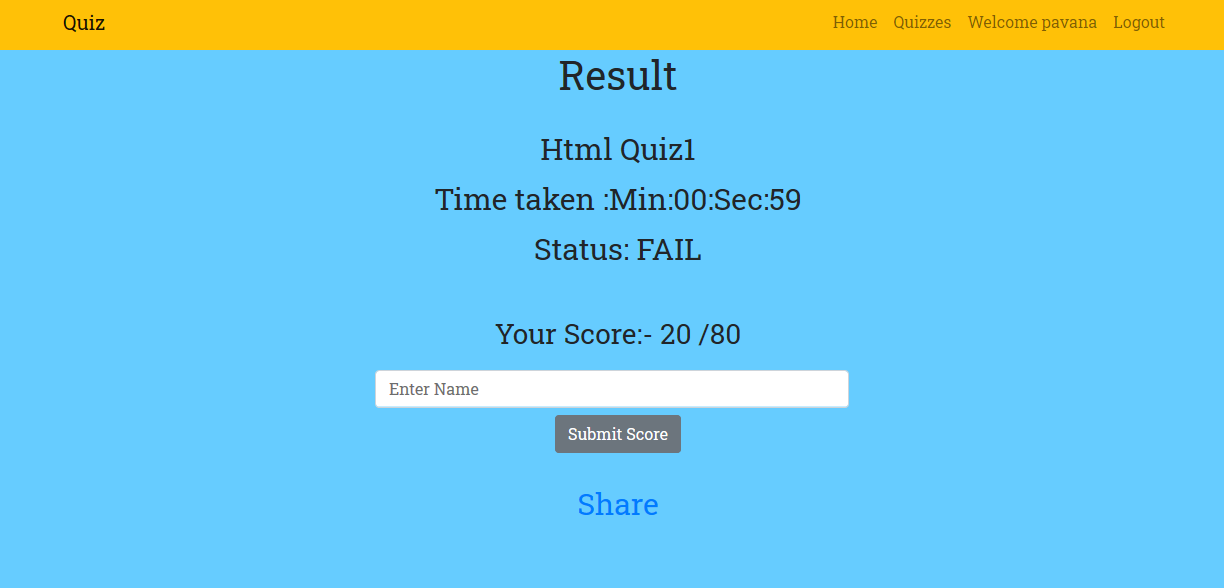 Quiz Home Quizzes Welcome pavana Logout
Result
Html Quiz1
Time taken :Min:00:Sec:59
Status: FAIL
Your Score:- 20 /80
Enter Name
Submit Score
Share